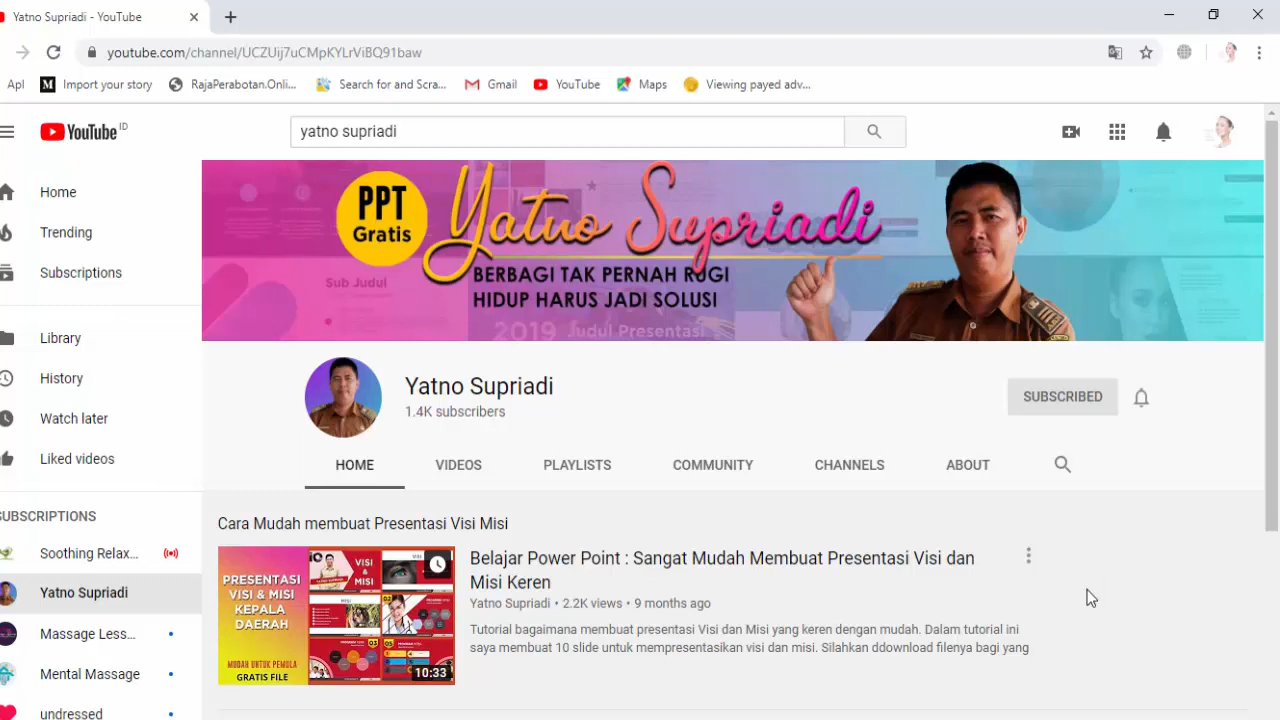 Yatno Supriadi - YouTube
youtube.com/channel/UCZUij7uCMpKYLrViBQ91baw
Apl
M Import your story
RajaPerabotan.Onli...
Search for and Scra...
Gmail
YouTube
Maps
Viewing payed adv...
YouTube ID
yatno supriadi
Home
Trending
Subscriptions
Library
History
Watch later
Liked videos
SUBSCRIPTIONS
Soothing Relax...
Yatno Supriadi
Massage Less...
Mental Massage
undressed
PPT
Gratis
Yatno Supriadi
BERBAGI TAK PERNAH RUGI
HIDUP HARUS JADI SOLUSI
Sub Judul
2019 Judul Presentasi
Yatno Supriadi
1.4K subscribers
SUBSCRIBED
HOME
VIDEOS
PLAYLISTS
COMMUNITY
CHANNELS
ABOUT
Cara Mudah membuat Presentasi Visi Misi
PRESENTASI
VISI & MISI
KEPALA
DAERAH
MUDAH UNTUK PEMULA
GRATIS FILE
VISI
&
MISI
10:33
Belajar Power Point : Sangat Mudah Membuat Presentasi Visi dan
Misi Keren
Yatno Supriadi • 2.2K views • 9 months ago
Tutorial bagaimana membuat presentasi Visi dan Misi yang keren dengan mudah. Dalam tutorial ini
saya membuat 10 slide untuk mempresentasikan visi dan misi. Silahkan ddownload filenya bagi yang